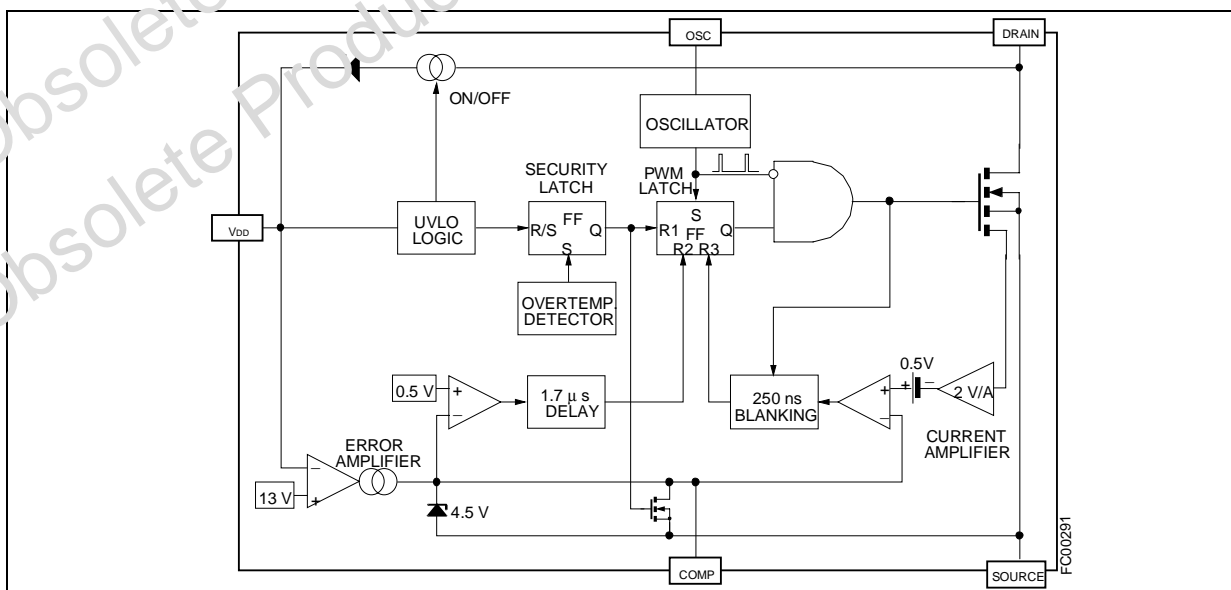 Obsolete
Obsolete Produc
OSC
DRAIN
ON/OFF
OSCILLATOR
SECURITY
LATCH
PWM
LATCH
VDD
UVLO
LOGIC
R/S FF Q
S
S
R1 FF Q
R2 R3
OVERTEMP.
DETECTOR
0.5 V
+
−
1.7 μ s
DELAY
250 ns
BLANKING
+
−
0.5V
+ −
2 V/A
CURRENT
AMPLIFIER
ERROR
AMPLIFIER
−
+
13 V
4.5 V
COMP
SOURCE
FC00291